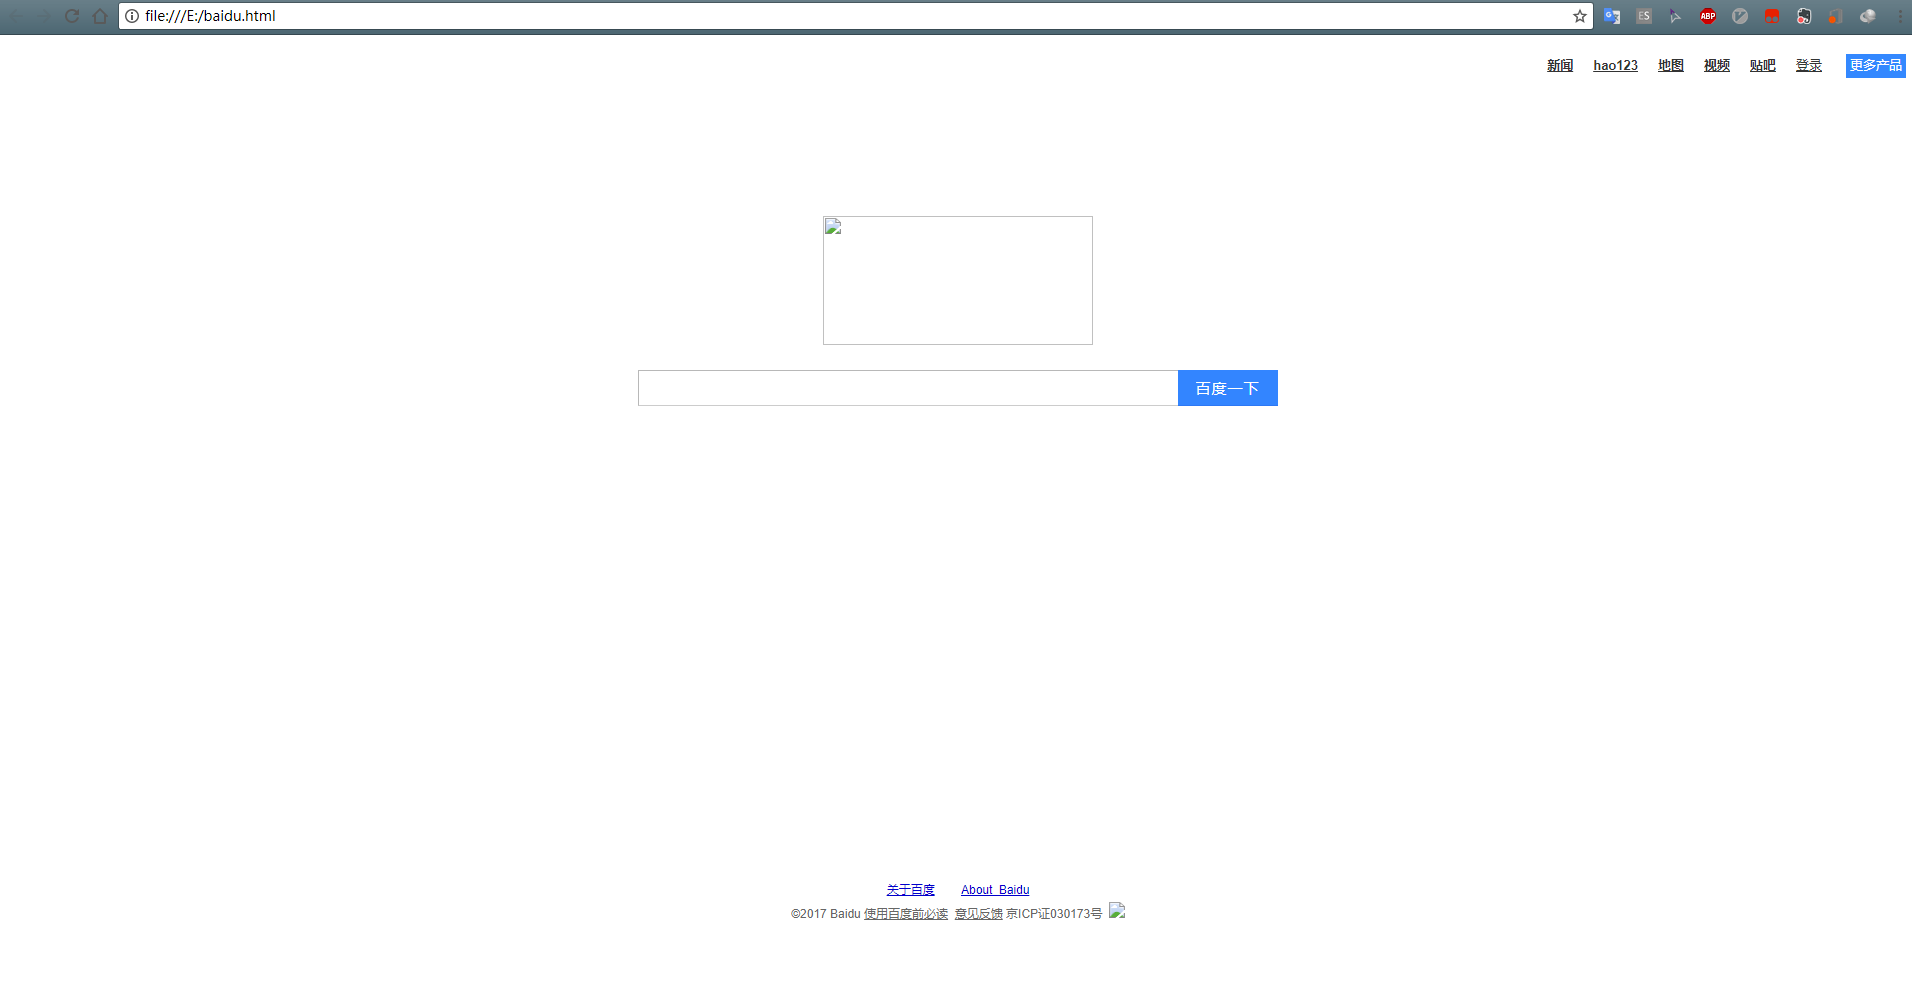 file:///E:/baidu.html
ES
ABP
新闻 hao123 地图 视频 贴吧 登录 更多产品
百度一下
关于百度 About Baidu
©2017 Baidu 使用百度前必读 意见反馈 京ICP证030173号